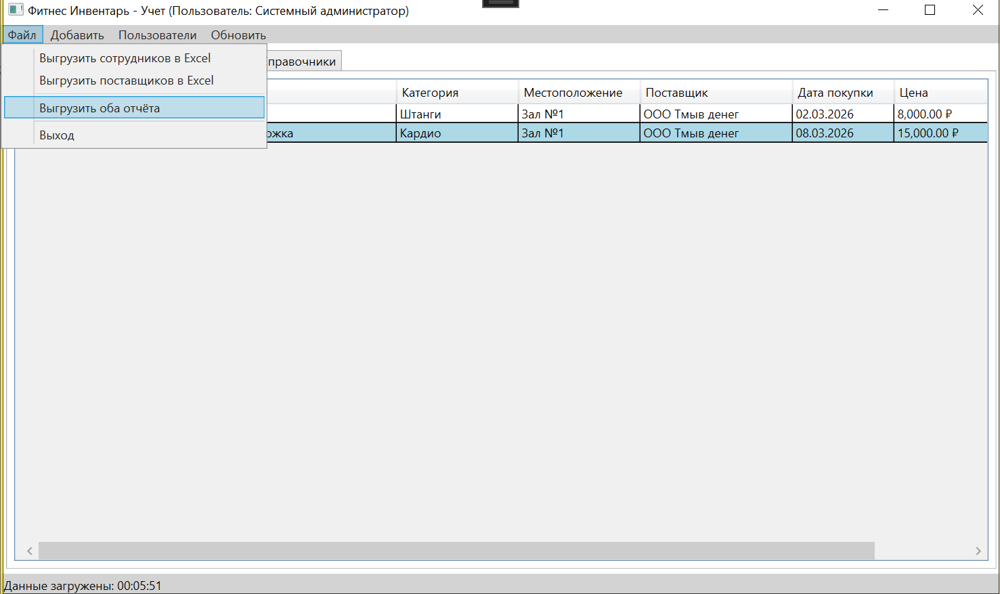 Фитнес Инвентарь - Учет (Пользователь: Системный администратор)
Файл Добавить Пользователи Обновить
Выгрузить сотрудников в Excel
Выгрузить поставщиков в Excel
Выгрузить оба отчёта
Выход
правочники
Категория Местоположение Поставщик Дата покупки Цена
Штанги Зал №1 ООО Тмыв денег 02.03.2026 8,000.00 ₽
ожка Кардио Зал №1 ООО Тмыв денег 08.03.2026 15,000.00 ₽
Данные загружены: 00:05:51